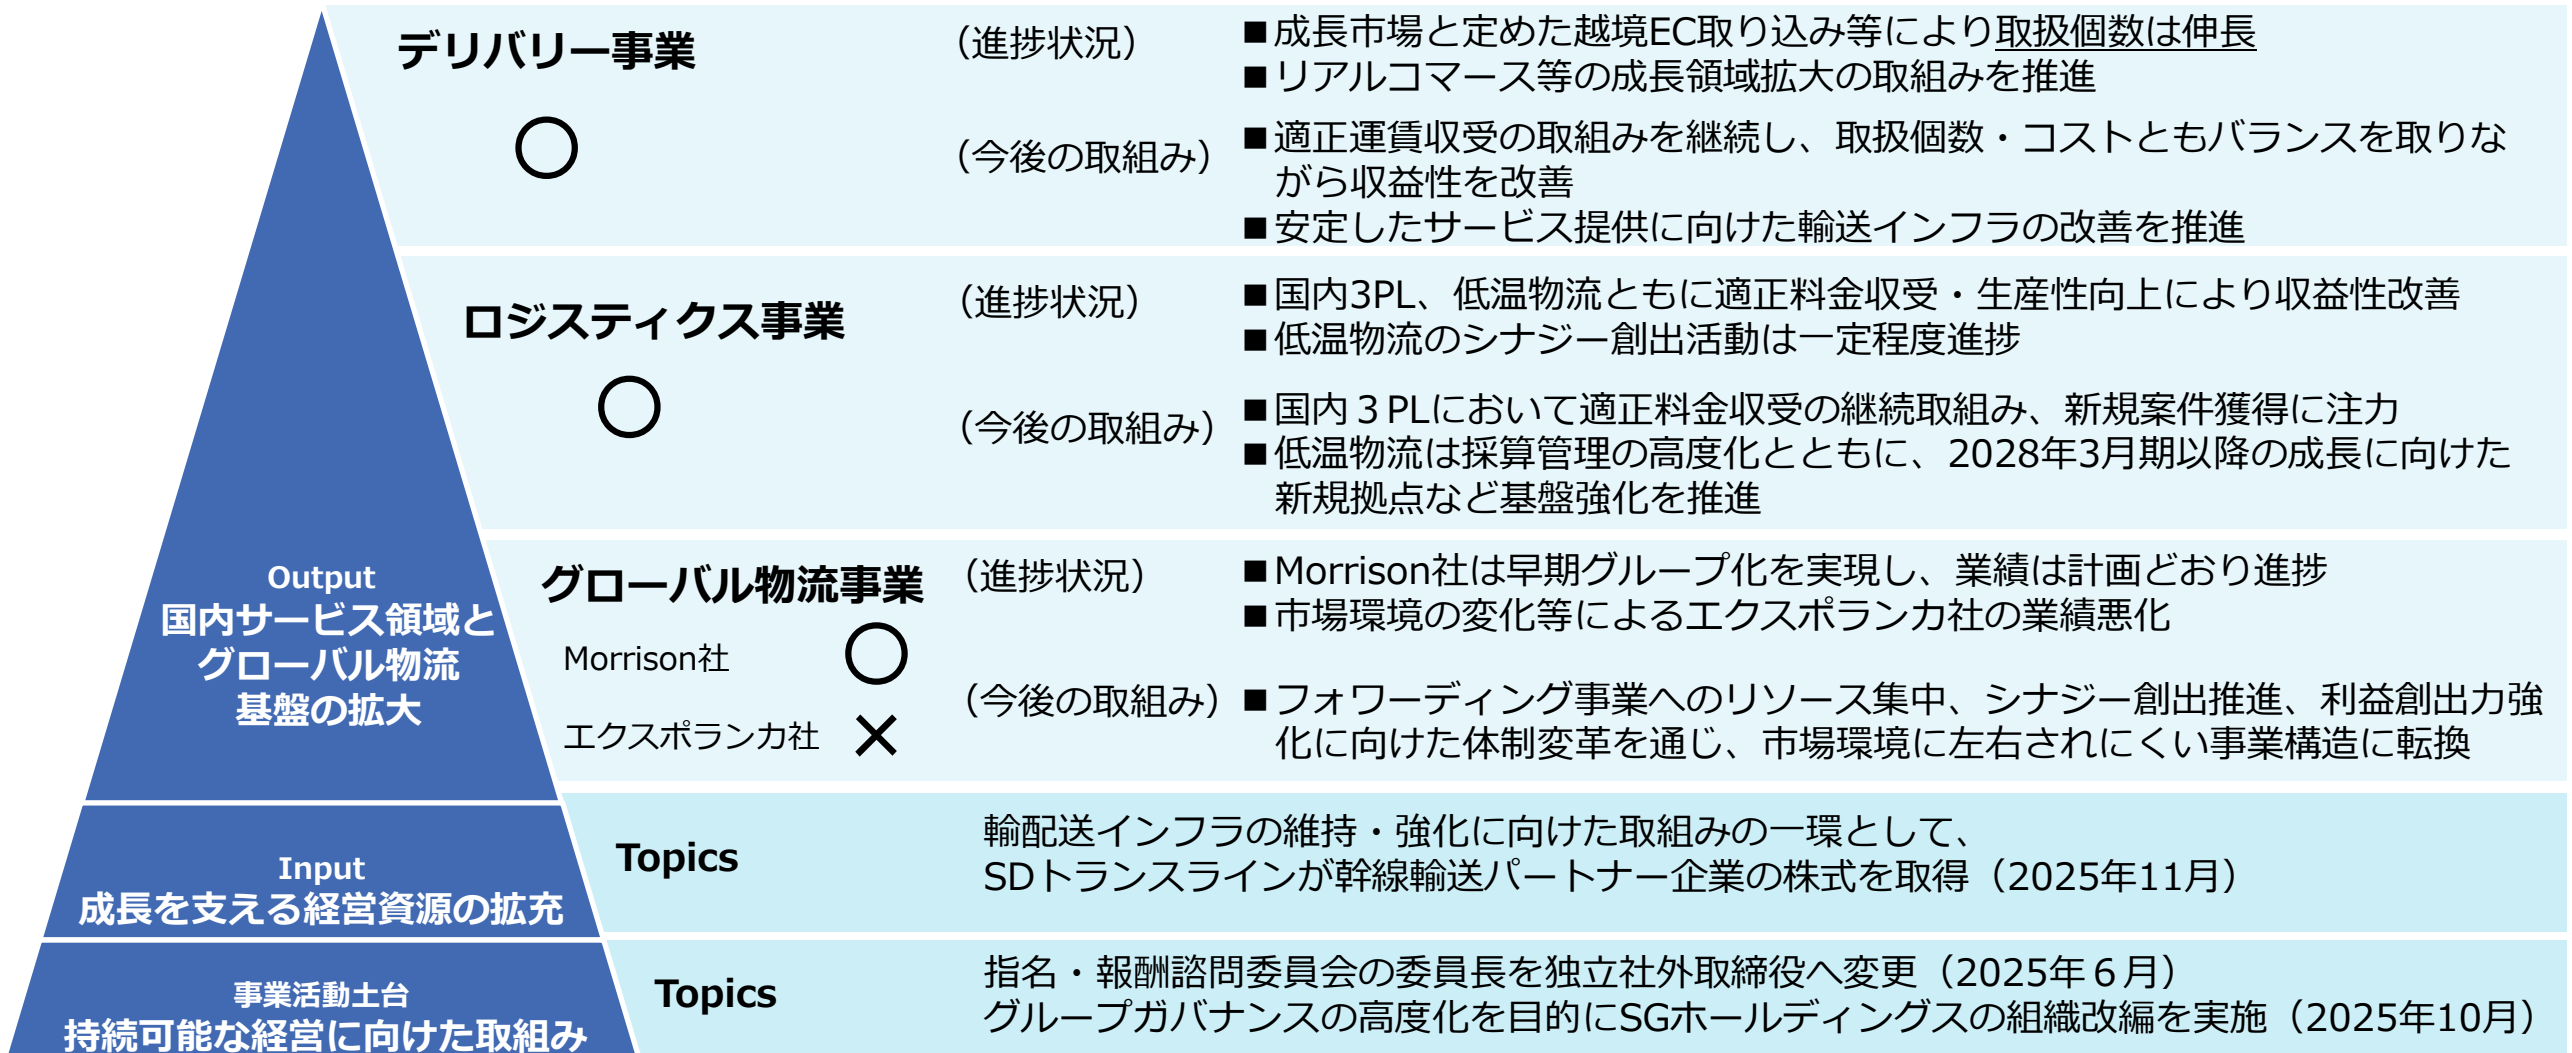 デリバリー事業
○
（進捗状況）
■成長市場と定めた越境EC取り込み等により取扱個数は伸長
■リアルコマース等の成長領域拡大の取組みを推進
（今後の取組み）
■適正運賃収受の取組みを継続し、取扱個数・コストともバランスを取りな
がら収益性を改善
■安定したサービス提供に向けた輸送インフラの改善を推進
ロジスティクス事業
○
（進捗状況）
■国内3PL、低温物流ともに適正料金収受・生産性向上により収益性改善
■低温物流のシナジー創出活動は一定程度進捗
（今後の取組み）
■国内３PLにおいて適正料金収受の継続取組み、新規案件獲得に注力
■低温物流は採算管理の高度化とともに、2028年3月期以降の成長に向けた
新規拠点など基盤強化を推進
Output
国内サービス領域と
グローバル物流
基盤の拡大
グローバル物流事業
Morrison社 ○
エクスポランカ社 ×
（進捗状況）
■Morrison社は早期グループ化を実現し、業績は計画どおり進捗
■市場環境の変化等によるエクスポランカ社の業績悪化
（今後の取組み）
■フォワーディング事業へのリソース集中、シナジー創出推進、利益創出力強
化に向けた体制変革を通じ、市場環境に左右されにくい事業構造に転換
Input
成長を支える経営資源の拡充
Topics
輸配送インフラの維持・強化に向けた取組みの一環として、
SDトランスラインが幹線輸送パートナー企業の株式を取得（2025年11月）
事業活動土台
持続可能な経営に向けた取組み
Topics
指名・報酬諮問委員会の委員長を独立社外取締役へ変更（2025年６月）
グループガバナンスの高度化を目的にSGホールディングスの組織改編を実施（2025年10月）